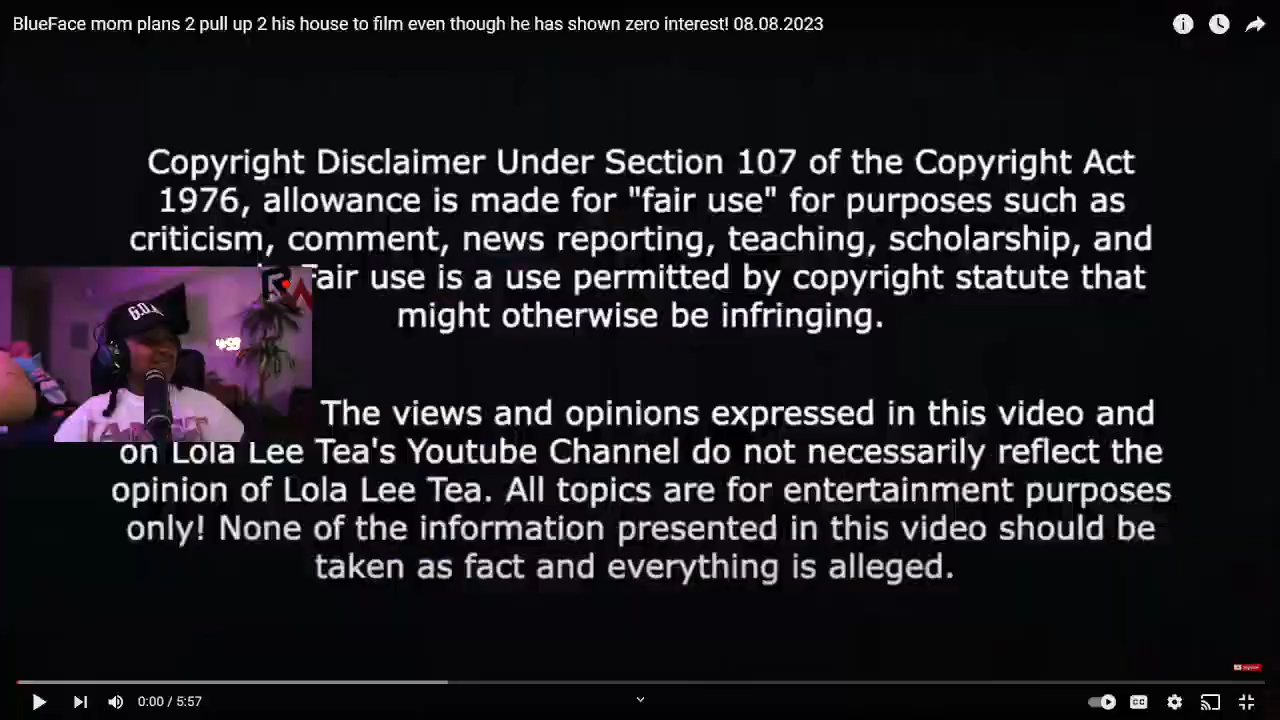 BlueFace mom plans 2 pull up 2 his house to film even though he has shown zero interest! 08.08.2023
Copyright Disclaimer Under Section 107 of the Copyright Act
1976, allowance is made for "fair use" for purposes such as
criticism, comment, news reporting, teaching, scholarship, and
Fair use is a use permitted by copyright statute that
might otherwise be infringing.
The views and opinions expressed in this video and
on Lola Lee Tea's Youtube Channel do not necessarily reflect the
opinion of Lola Lee Tea. All topics are for entertainment purposes
only! None of the information presented in this video should be
taken as fact and everything is alleged.
0:00 / 5:57
CC